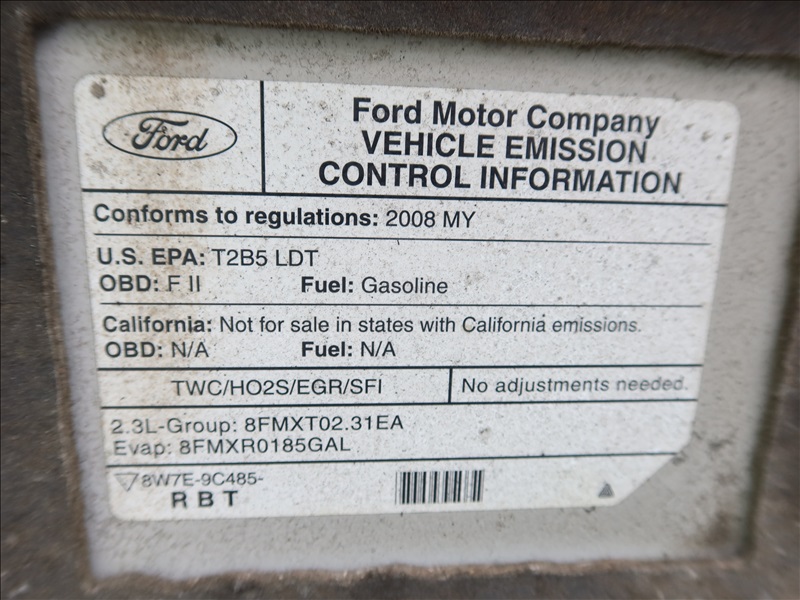 Ford
Ford Motor Company
VEHICLE EMISSION
CONTROL INFORMATION
Conforms to regulations: 2008 MY
U.S. EPA: T2B5 LDT
OBD: F II Fuel: Gasoline
California: Not for sale in states with California emissions.
OBD: N/A Fuel: N/A
TWC/HO2S/EGR/SFI No adjustments needed.
2.3L-Group: 8FMXT02.31EA
Evap: 8FMXR0185GAL
8W7E-9C485-
RBT